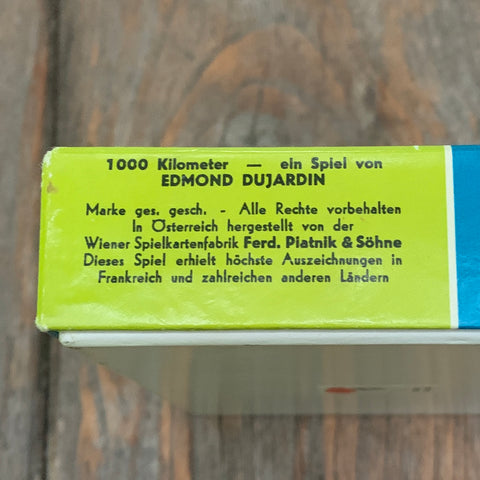 1000 Kilometer — ein Spiel von
EDMOND DUJARDIN
Marke ges. gesch. - Alle Rechte vorbehalten
In Österreich hergestellt von der
Wiener Spielkartenfabrik Ferd. Piatnik & Söhne
Dieses Spiel erhielt höchste Auszeichnungen in
Frankreich und zahlreichen anderen Ländern